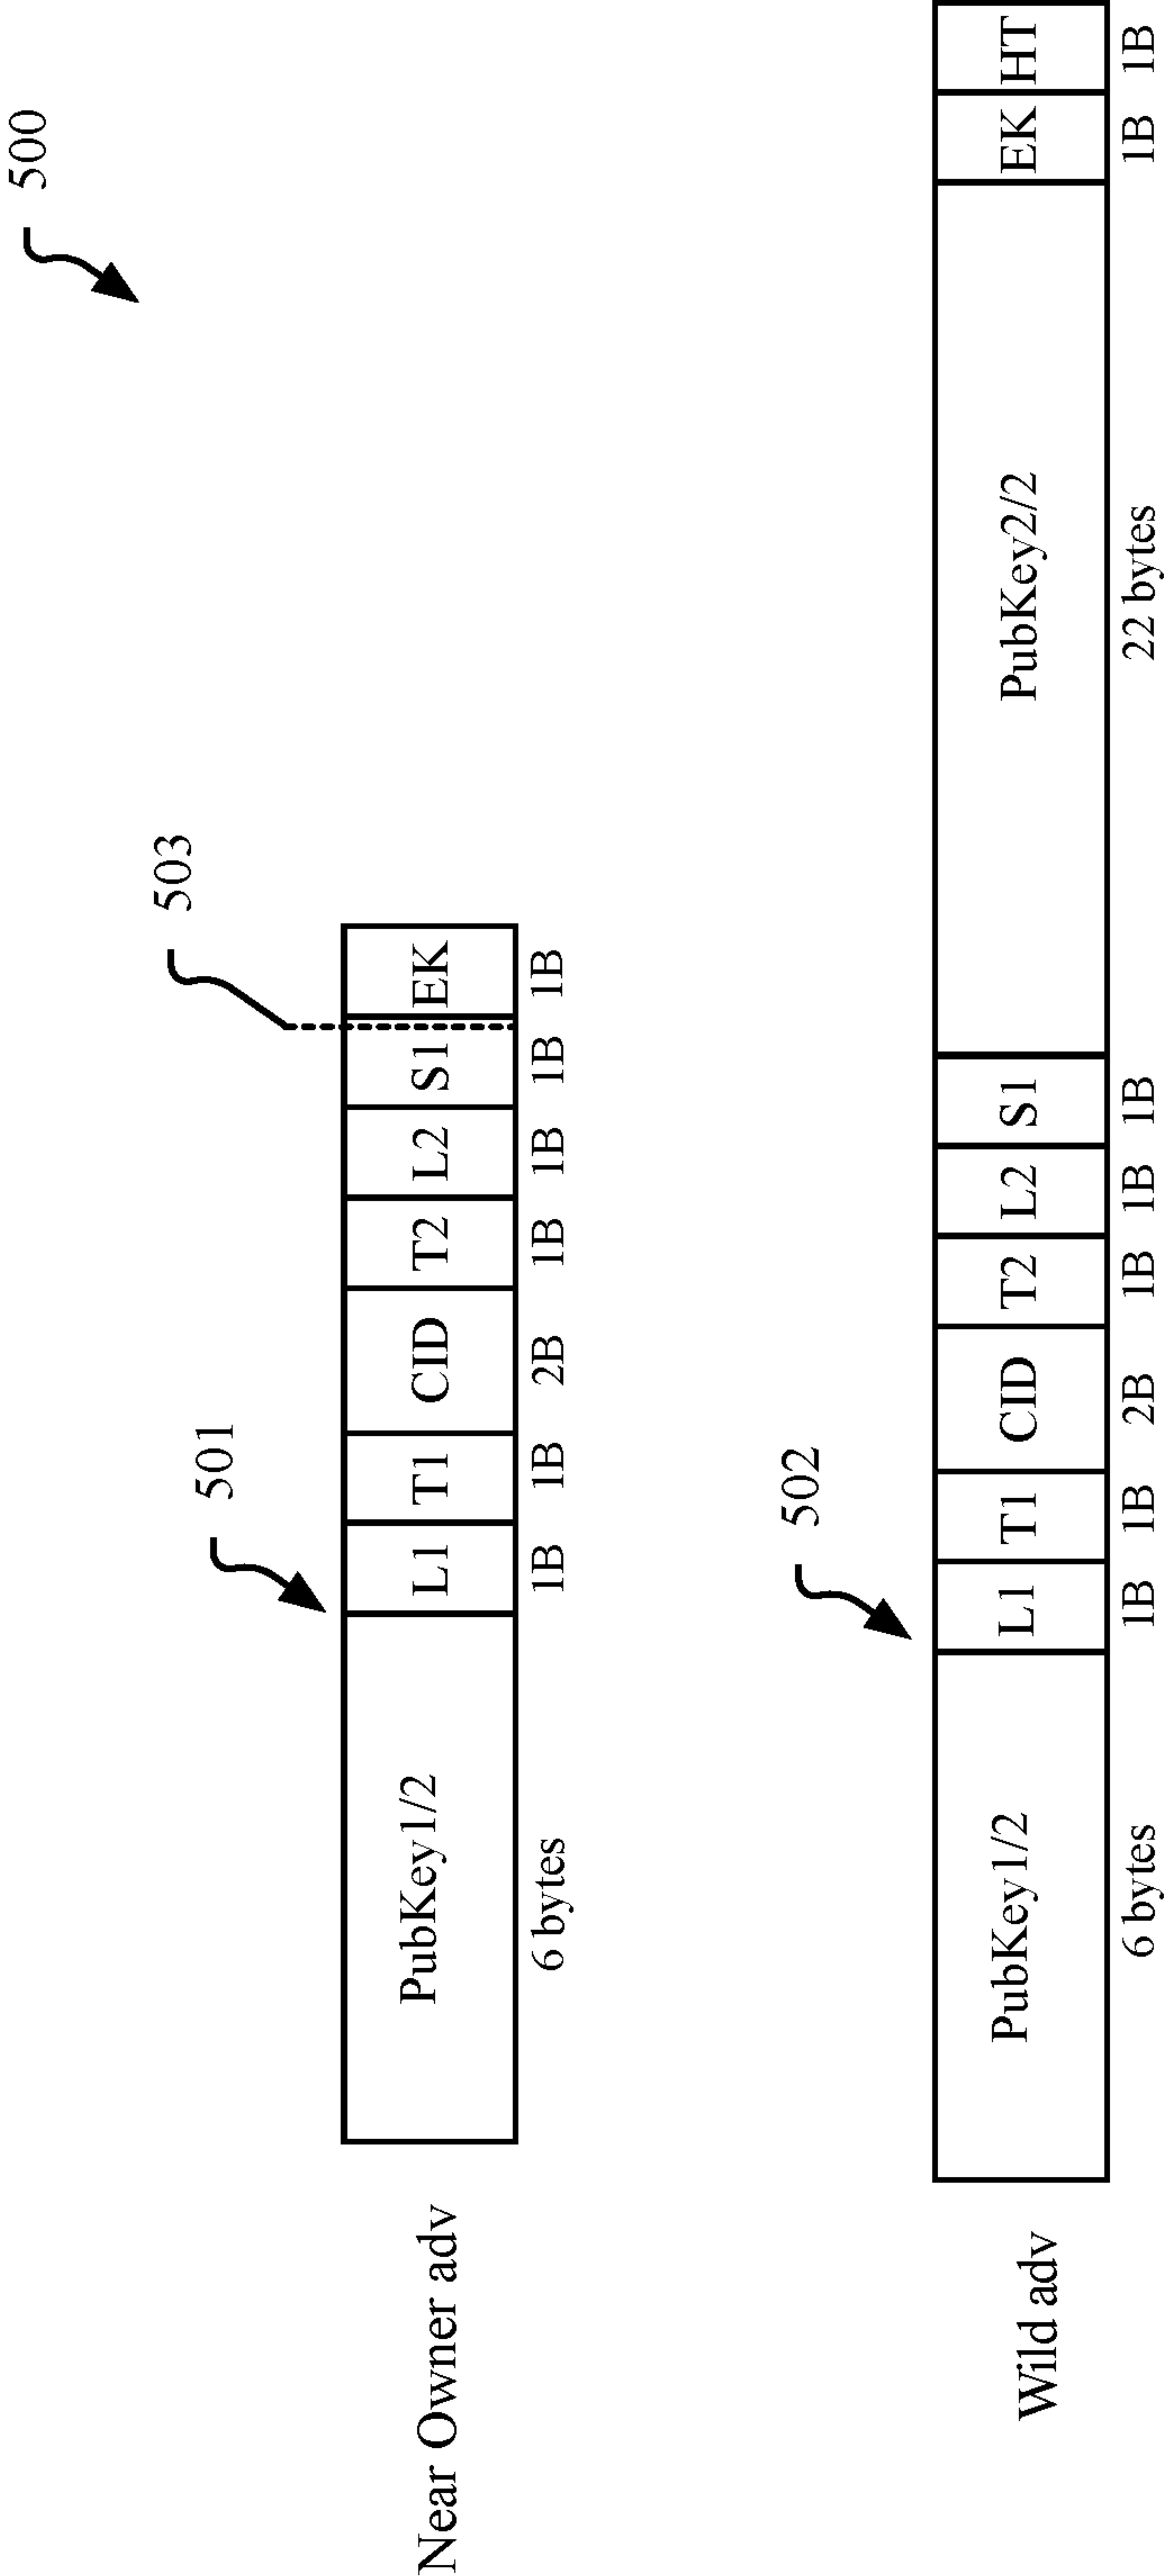 500
503
501
Near Owner adv
PubKey1/2 L1 T1 CID T2 L2 S1 EK
6 bytes 1B 1B 2B 1B 1B 1B 1B
502
Wild adv
PubKey1/2 L1 T1 CID T2 L2 S1 PubKey2/2 EK HT
6 bytes 1B 1B 2B 1B 1B 1B 22 bytes 1B 1B